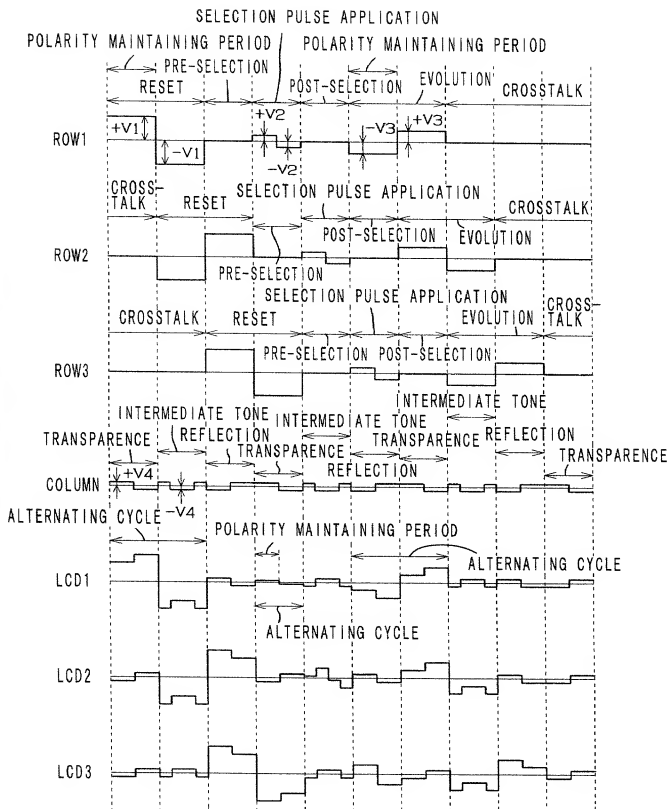 SELECTION PULSE APPLICATION
POLARITY MAINTAINING PERIOD
POLARITY MAINTAINING PERIOD
PRE-SELECTION
POST-SELECTION
RESET
EVOLUTION
CROSSTALK
+V1
-V1
+V2
-V2
-V3
+V3
ROW1
CROSS-
TALK
RESET
SELECTION PULSE APPLICATION
CROSSTALK
POST-SELECTION
EVOLUTION
ROW2
PRE-SELECTION
SELECTION PULSE APPLICATION
CROSS-
TALK
CROSSTALK
RESET
EVOLUTION
PRE-SELECTION
POST-SELECTION
ROW3
INTERMEDIATE TONE
INTERMEDIATE TONE
INTERMEDIATE TONE
TRANSPARENCE
REFLECTION
TRANSPARENCE
REFLECTION
TRANSPARENCE
REFLECTION
TRANSPARENCE
+V4
COLUMN
-V4
ALTERNATING CYCLE
POLARITY MAINTAINING PERIOD
ALTERNATING CYCLE
LCD1
ALTERNATING CYCLE
LCD2
LCD3